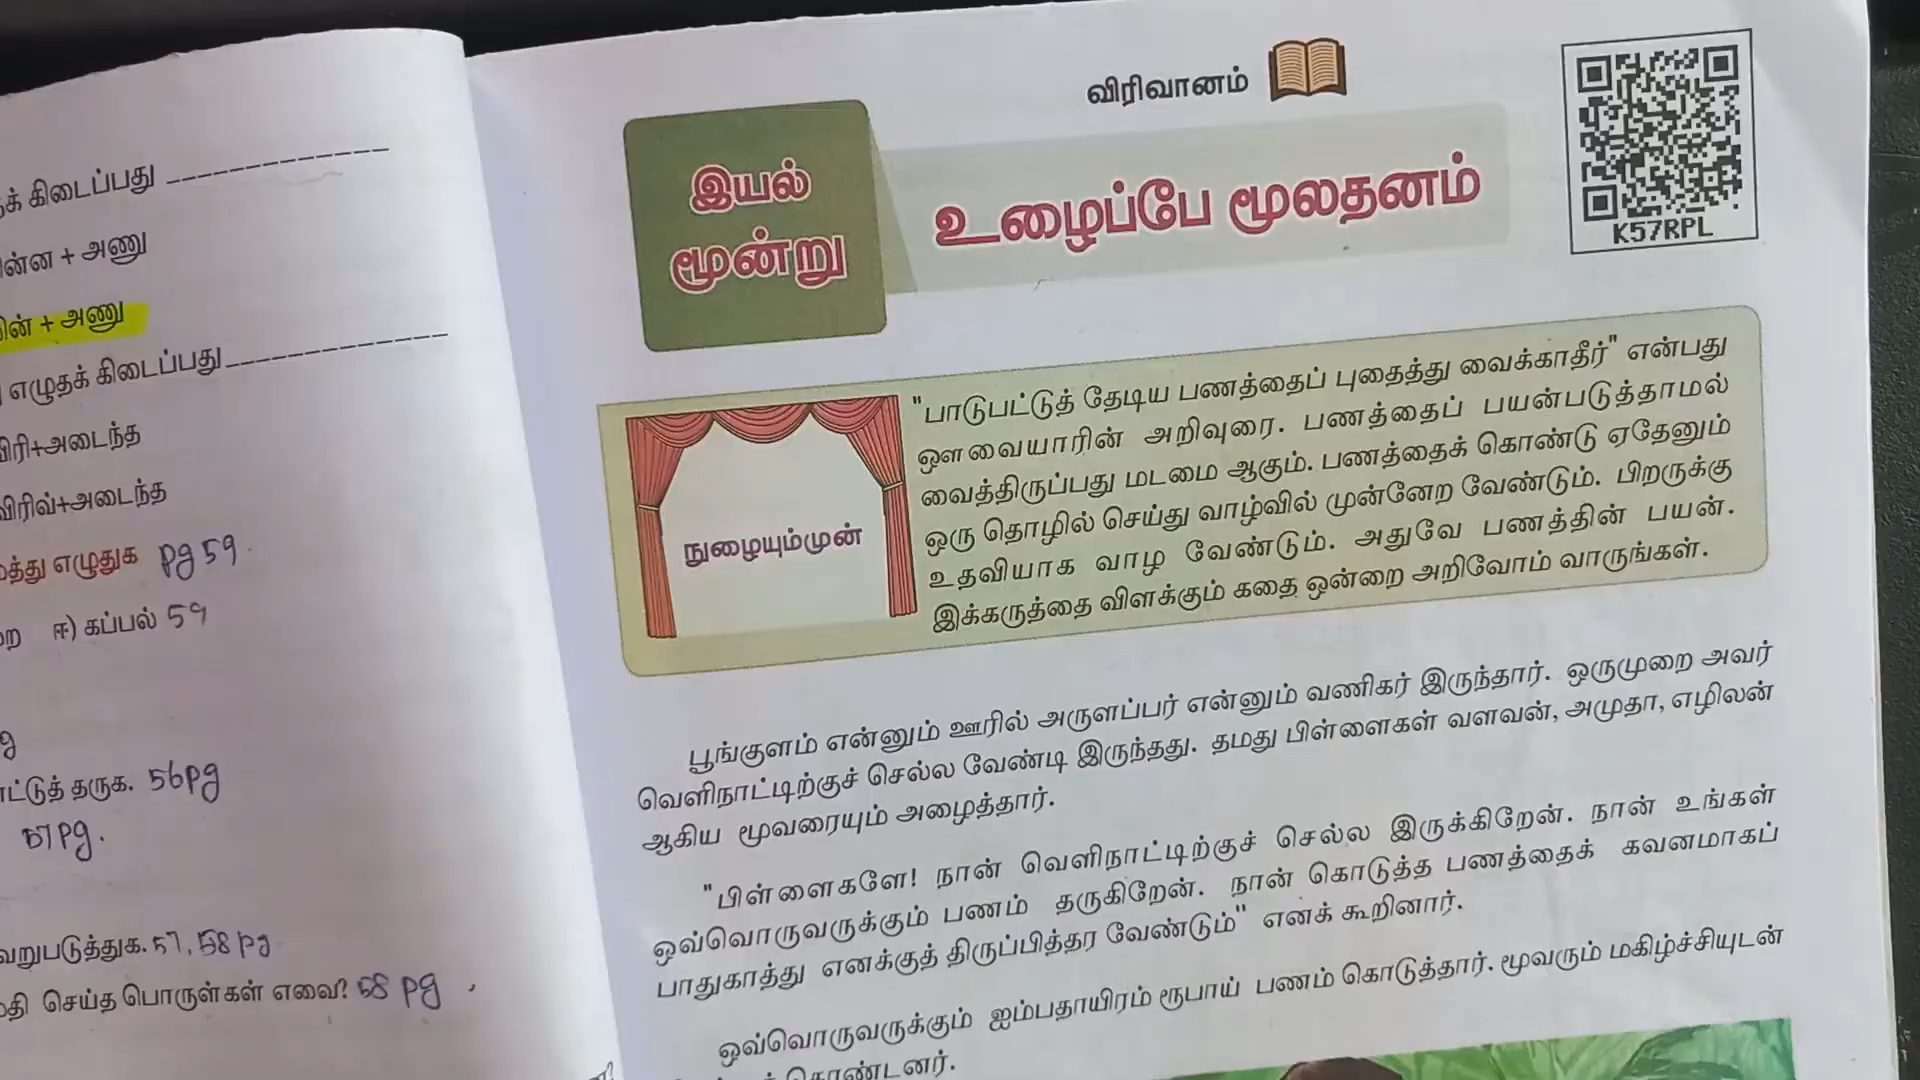 கிடைப்பது
+ அணு
+ அணு
எழுதக் கிடைப்பது
விரி+அடைந்த
விரிவ்+அடைந்த
எழுதுக pg 59.
ஈ) கப்பல் 59
தருக. 56pg
57pg.
57, 58 pg
செய்த பொருள்கள் எவை? 58 pg
விரிவானம்
இயல்
மூன்று
உழைப்பே மூலதனம்
K57RPL
நுழையும்முன்
"பாடுபட்டுத் தேடிய பணத்தைப் புதைத்து வைக்காதீர்" என்பது
ஔவையாரின் அறிவுரை. பணத்தைப் பயன்படுத்தாமல்
வைத்திருப்பது மடமை ஆகும். பணத்தைக் கொண்டு ஏதேனும்
ஒரு தொழில் செய்து வாழ்வில் முன்னேற வேண்டும். பிறருக்கு
உதவியாக வாழ வேண்டும். அதுவே பணத்தின் பயன்.
இக்கருத்தை விளக்கும் கதை ஒன்றை அறிவோம் வாருங்கள்.
பூங்குளம் என்னும் ஊரில் அருளப்பர் என்னும் வணிகர் இருந்தார். ஒருமுறை அவர்
வெளிநாட்டிற்குச் செல்ல வேண்டி இருந்தது. தமது பிள்ளைகள் வளவன், அமுதா, எழிலன்
ஆகிய மூவரையும் அழைத்தார்.
"பிள்ளைகளே! நான் வெளிநாட்டிற்குச் செல்ல இருக்கிறேன். நான் உங்கள்
ஒவ்வொருவருக்கும் பணம் தருகிறேன். நான் கொடுத்த பணத்தைக் கவனமாகப்
பாதுகாத்து எனக்குத் திருப்பித்தர வேண்டும்" எனக் கூறினார்.
ஒவ்வொருவருக்கும் ஐம்பதாயிரம் ரூபாய் பணம் கொடுத்தார். மூவரும் மகிழ்ச்சியுடன்